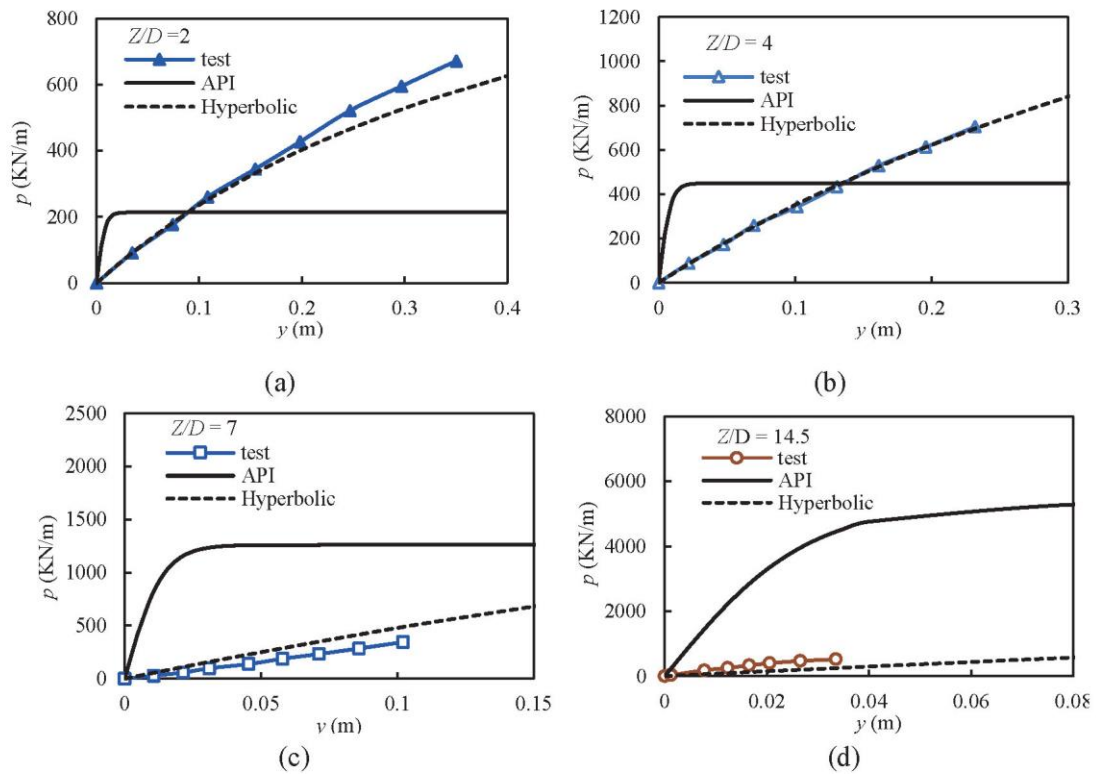 800
600
400
200
0
p (KN/m)
Z/D =2
test
API
Hyperbolic
0
0.1
0.2
0.3
0.4
y (m)
(a)
1200
1000
800
600
400
200
0
p (KN/m)
Z/D = 4
test
API
Hyperbolic
0
0.1
0.2
0.3
y (m)
(b)
2500
2000
1500
1000
500
0
p (KN/m)
Z/D = 7
test
API
Hyperbolic
0
0.05
0.1
0.15
y (m)
(c)
8000
6000
4000
2000
0
p (KN/m)
Z/D = 14.5
test
API
Hyperbolic
0
0.02
0.04
0.06
0.08
y (m)
(d)